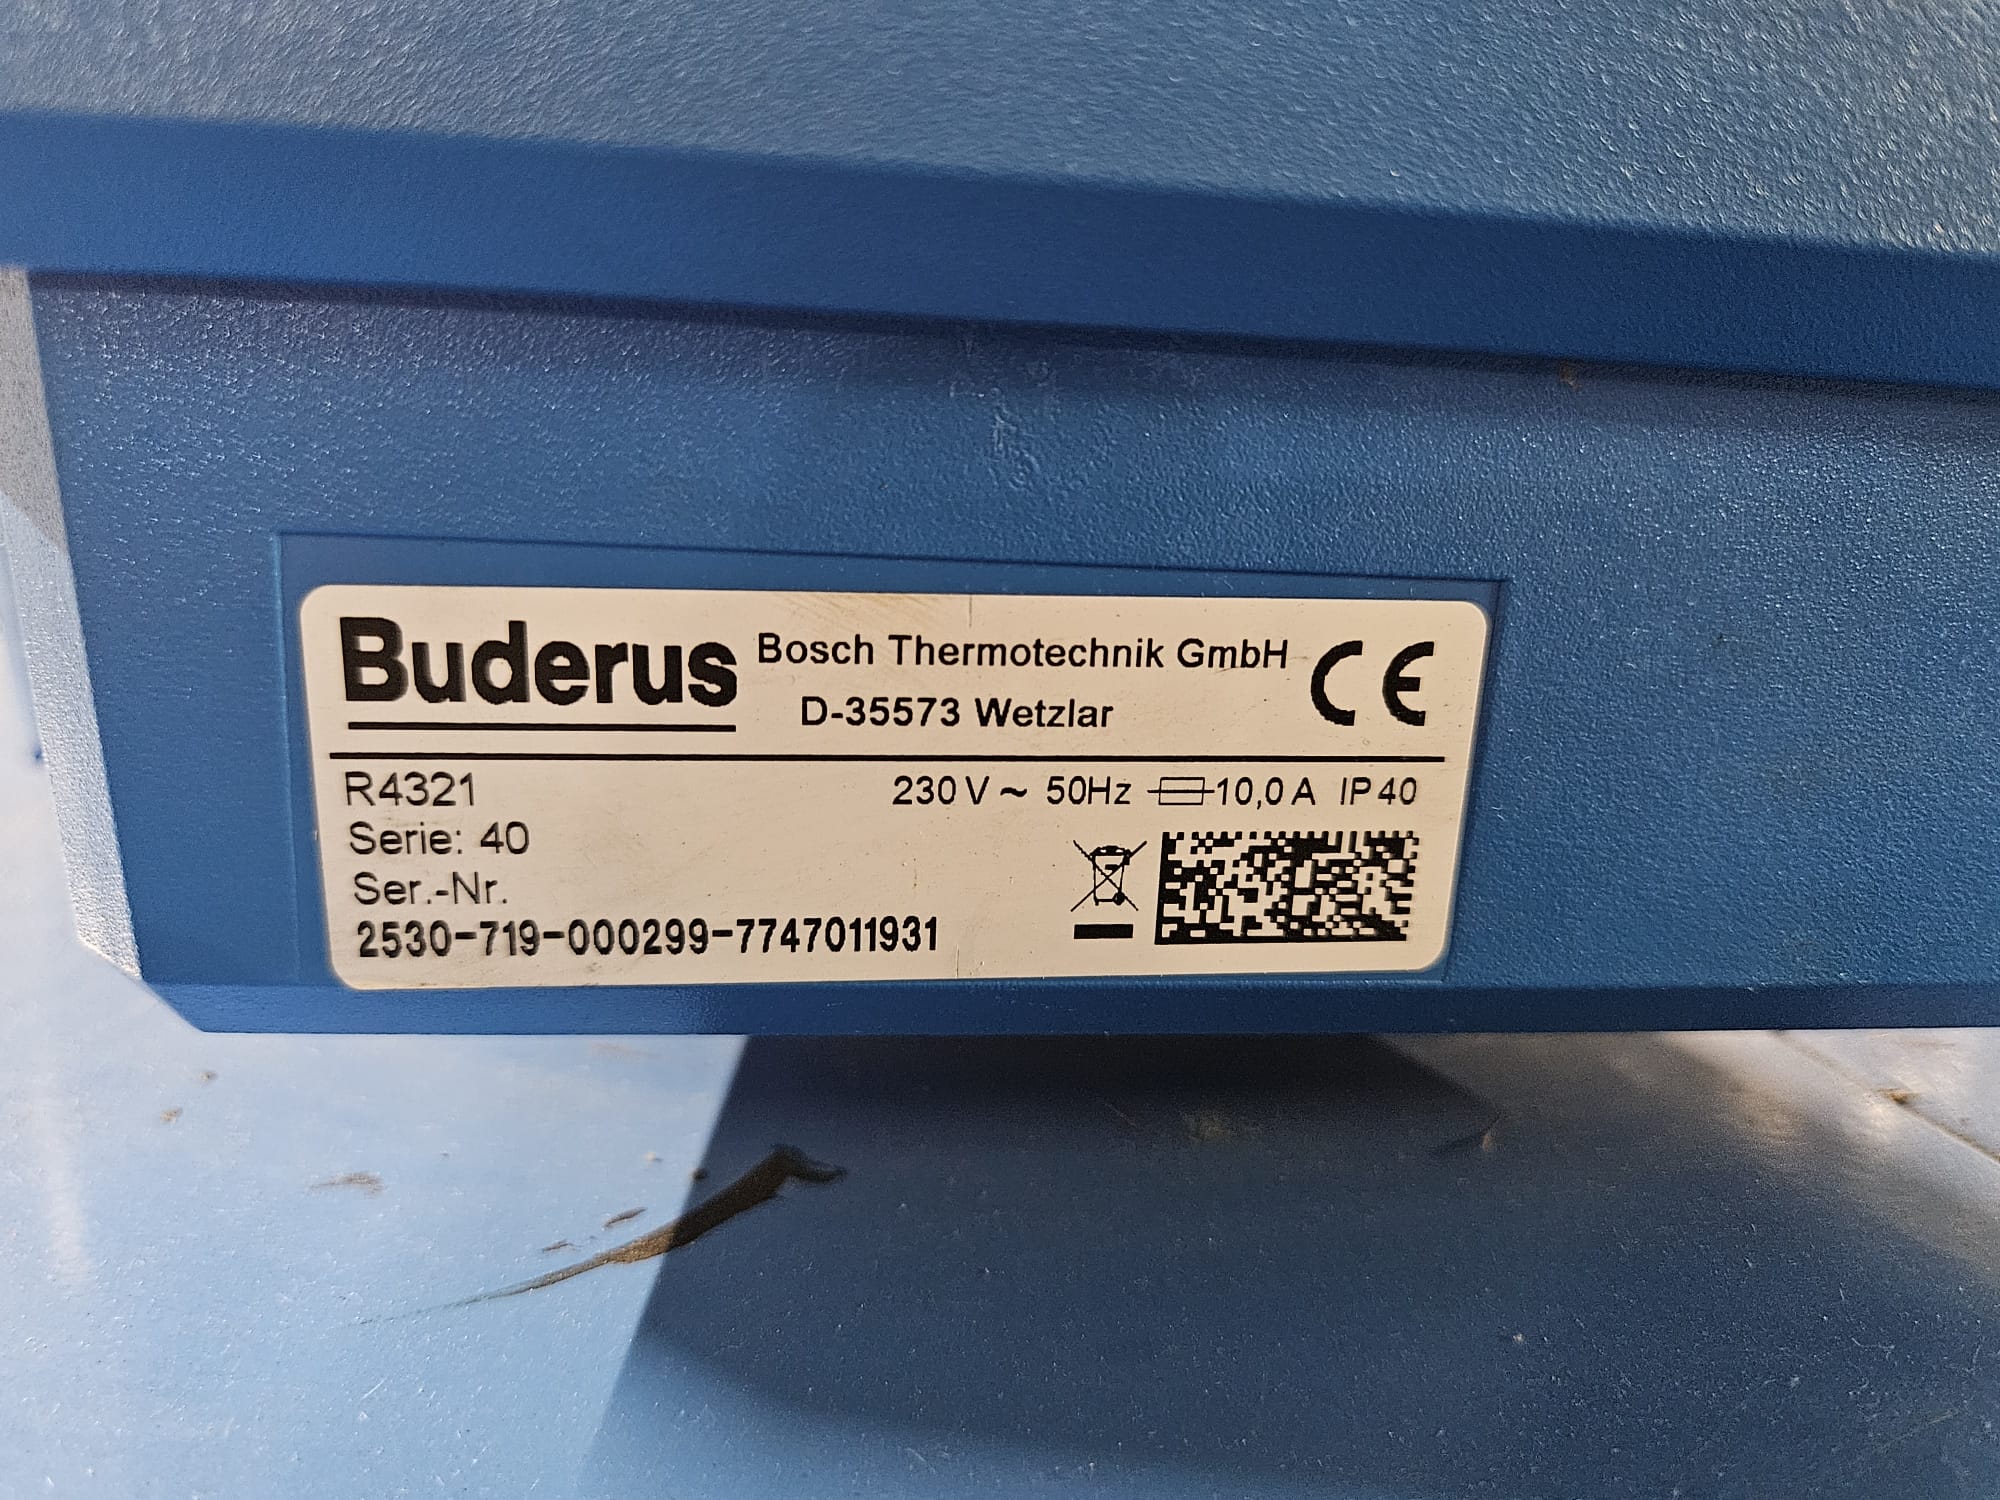 Buderus Bosch Thermotechnik GmbH CE
D-35573 Wetzlar
R4321 230 V ~ 50Hz 10,0 A IP 40
Serie: 40
Ser.-Nr.
2530-719-000299-7747011931